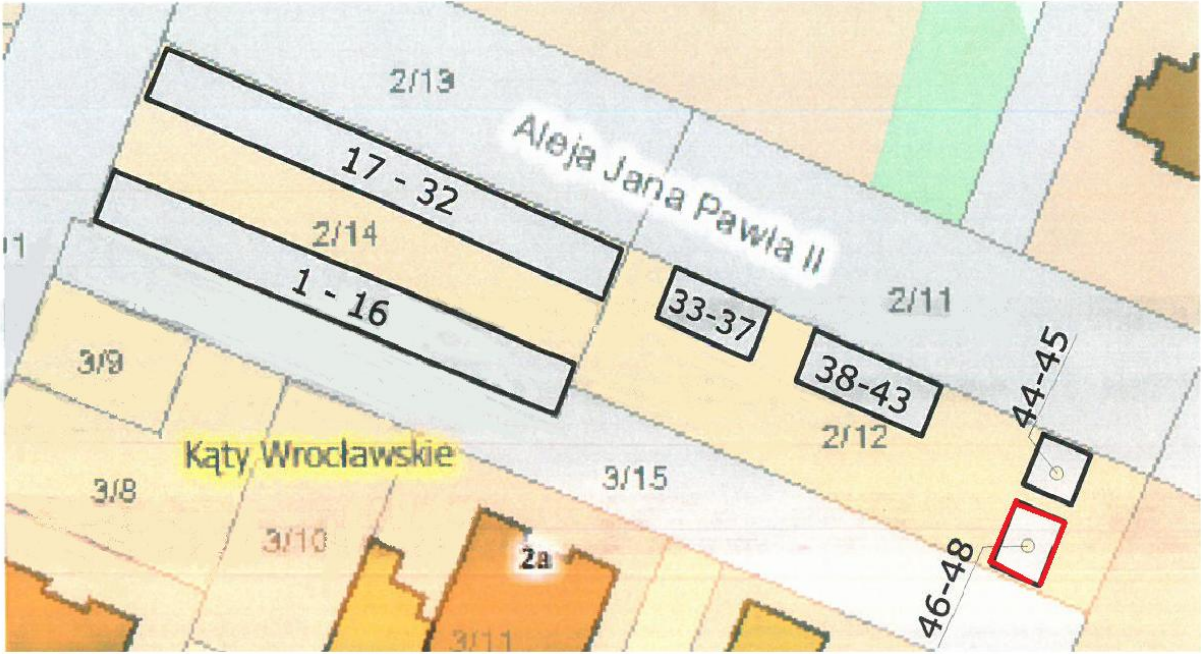 2/13
Aleja Jana Pawla II
17 - 32
2/14
1 - 16
2/11
33-37
38-43
44-45
3/9
2/12
Kąty Wrocławskie
3/15
3/8
3/10
2a
46-48
3/11